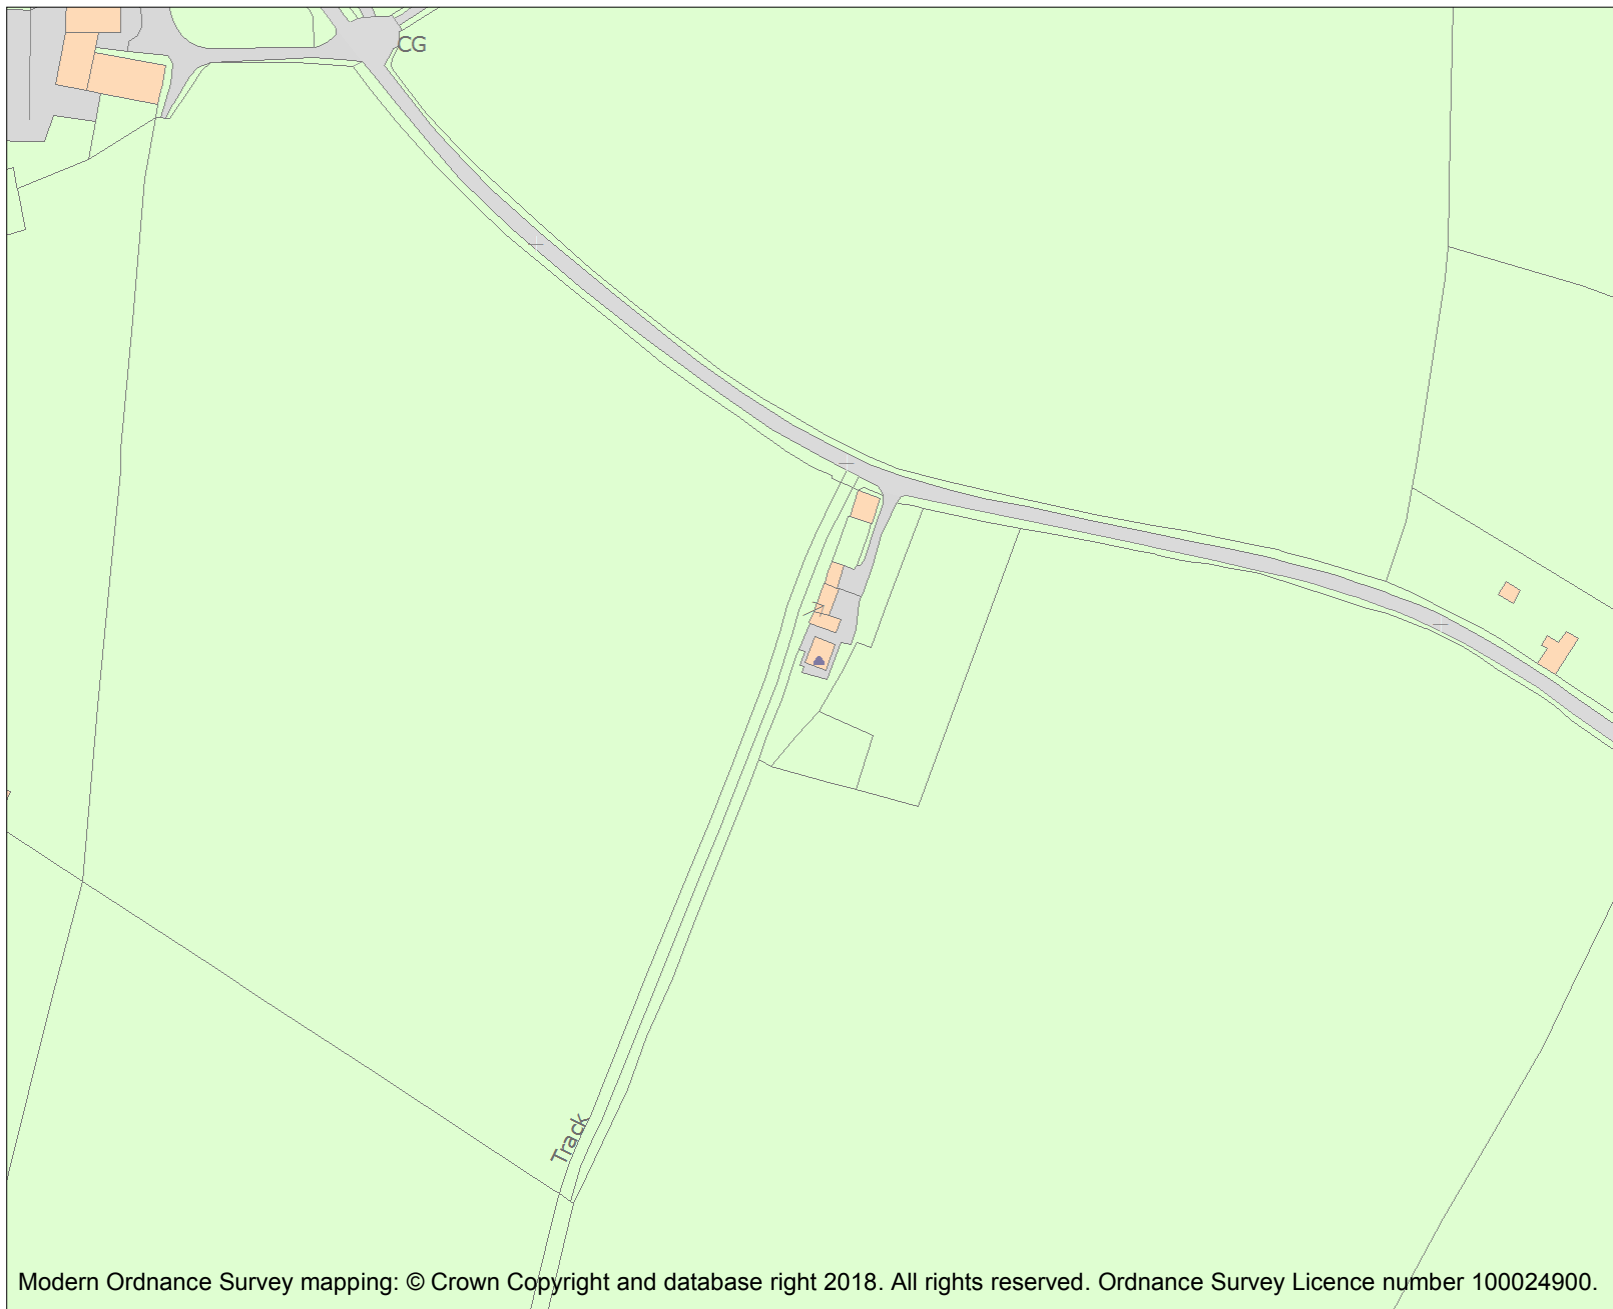 CG
Track
Modern Ordnance Survey mapping: © Crown Copyright and database right 2018. All rights reserved. Ordnance Survey Licence number 100024900.